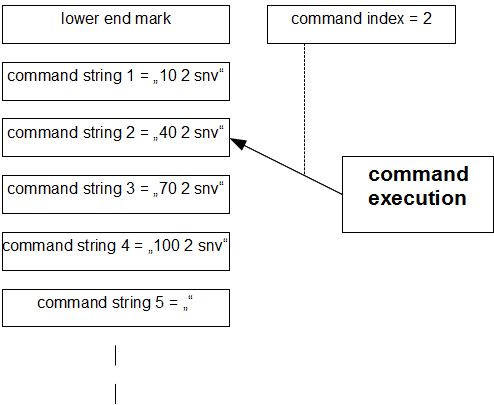 lower end mark
command index = 2
command string 1 = „10 2 snv“
command string 2 = „40 2 snv“
command
execution
command string 3 = „70 2 snv“
command string 4 = „100 2 snv“
command string 5 = „“